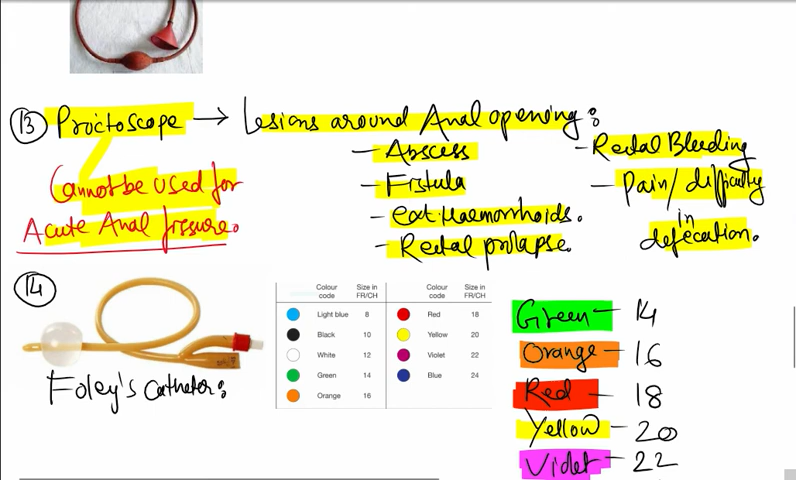 13 Proctoscope → Lesions around Anal opening:
- Abscess
- Fistula
- ext. Haemorrhoids.
- Rectal prolapse.
- Rectal Bleeding
- Pain/difficulty
in
defecation.
Cannot be used for
Acute Anal fissure.
14
Foley's Catheter:
Colour code Size in FR/CH Colour code Size in FR/CH
Light blue 8 Red 18
Black 10 Yellow 20
White 12 Violet 22
Green 14 Blue 24
Orange 16
Green - 14
Orange - 16
Red - 18
Yellow - 20
Violet - 22